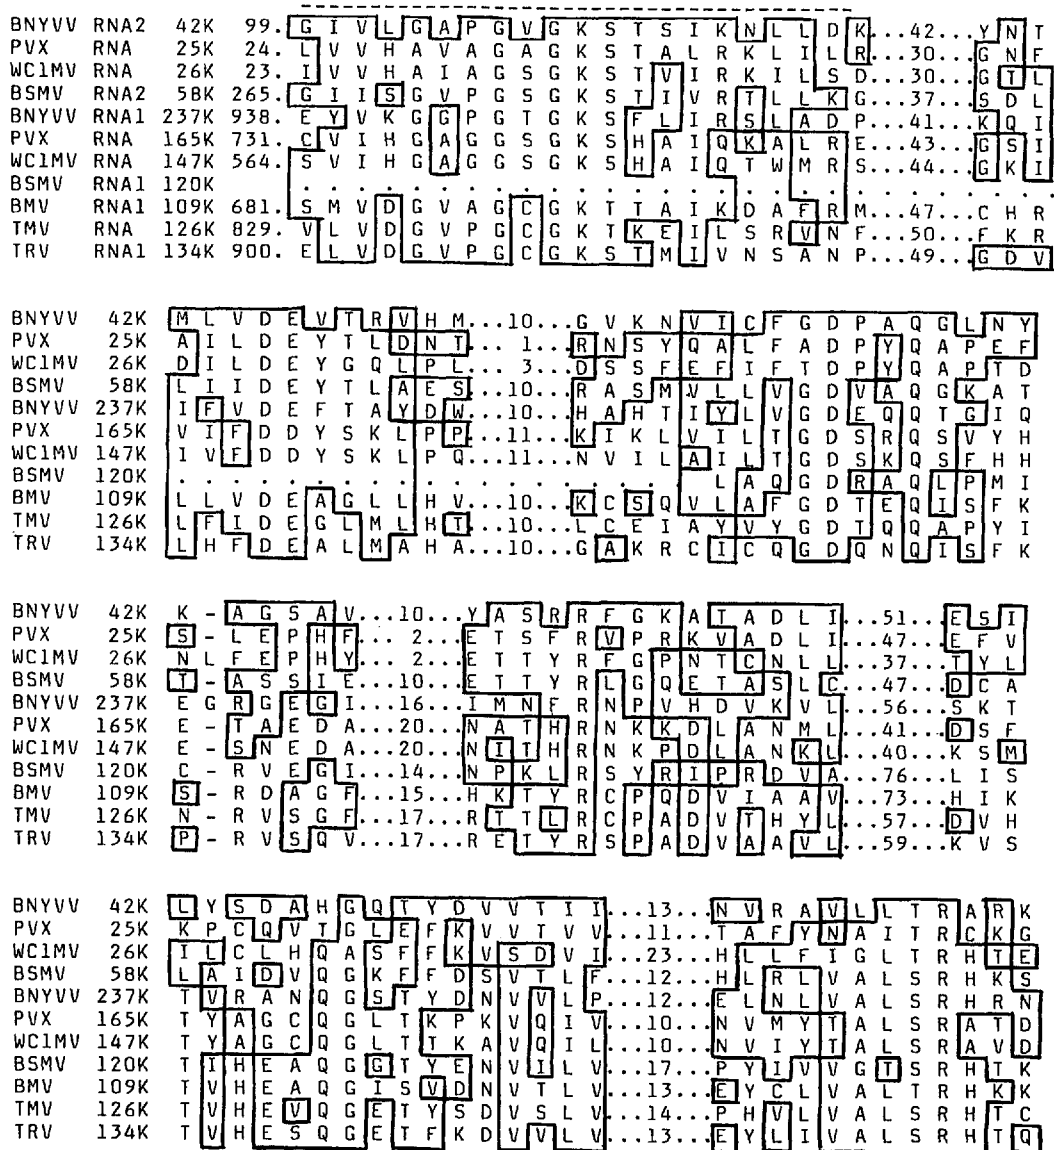 BNYVV RNA2 42K 99. G I V L G A P G V G K S T S I K N L L D K...42...Y N T
PVX RNA 25K 24. L V V H A V A G A G K S T A L R K L I L R...30...G N F
WClMV RNA 26K 23. I V V H A I A G S G K S T V I R K I L S D...30...G T L
BSMV RNA2 58K 265. G I I S G V P G S G K S T I V R T L L K G...37...S D L
BNYVV RNA1 237K 938. E Y V K G G P G T G K S F L I R S L A D P...41...K Q I
PVX RNA 165K 731. C V I H G A G G S G K S H A I Q K A L R E...43...G S I
WClMV RNA 147K 564. S V I H G A G G S G K S H A I Q T W M R S...44...G K I
BSMV RNA1 120K . . . . . . . . . . . . . . . . . . . . . . . . . .
BMV RNA1 109K 681. S M V D G V A G C G K T T A I K D A F R M...47...C H R
TMV RNA 126K 829. V L V D G V P G C G K T K E I L S R V N F...50...F K R
TRV RNA1 134K 900. E L V D G V P G C G K S T M I V N S A N P...49...G D V
BNYVV 42K M L V D E V T R V H M...10...G V K N V I C F G D P A Q G L N Y
PVX 25K A I L D E Y T L D N T... 1...R N S Y Q A L F A D P Y Q A P E F
WClMV 26K D I L D E Y G Q L P L... 3...D S S F E F I F T D P Y Q A P T D
BSMV 58K L I I D E Y T L A E S...10...R A S M V L L V G D V A Q G K A T
BNYVV 237K I F V D E F T A Y D W...10...H A H T I Y L V G D E Q Q T G I Q
PVX 165K V I F D D Y S K L P P...11...K I K L V I L T G D S R Q S V Y H
WClMV 147K I V F D D Y S K L P Q...11...N V I L A I L T G D S K Q S F H H
BSMV 120K . . . . . . . . . . . . . . . . . . L A Q G D R A Q L P M I
BMV 109K L L V D E A G L L H V...10...K C S Q V L A F G D T E Q I S F K
TMV 126K L F I D E G L M L H T...10...L C E I A Y V Y G D T Q Q A P Y I
TRV 134K L H F D E A L M A H A...10...G A K R C I C Q G D Q N Q I S F K
BNYVV 42K K - A G S A V...10...Y A S R R F G K A T A D L I...51...E S I
PVX 25K S - L E P H F... 2...E T S F R V P R K V A D L I...47...E F V
WClMV 26K N L F E P H Y... 2...E T T Y R F G P N T C N L L...37...T Y L
BSMV 58K T - A S S I E...10...E T T Y R L G Q E T A S L C...47...D C A
BNYVV 237K E G R G E G I...16...I M N F R N P V H D V K V L...56...S K T
PVX 165K E - T A E D A...20...N A T H R N K K D L A N M L...41...D S F
WClMV 147K E - S N E D A...20...N I T H R N K P D L A N K L...40...K S M
BSMV 120K C - R V E G I...14...N P K L R S Y R I P R D V A...76...L I S
BMV 109K S - R D A G F...15...H K T Y R C P Q D V I A A V...73...H I K
TMV 126K N - R V S G F...17...R T T L R C P A D V T H Y L...57...D V H
TRV 134K P - R V S Q V...17...R E T Y R S P A D V A A V L...59...K V S
BNYVV 42K L Y S D A H G Q T Y D V V T I I...13...N V R A V L L T R A R K
PVX 25K K P C Q V T G L E F K V V T V V...11...T A F Y N A I T R C K G
WClMV 26K I L C L H Q A S F F K V S D V I...23...H L L F I G L T R H T E
BSMV 58K L A I D V Q G K F F D S V T L F...12...H L R L V A L S R H K S
BNYVV 237K T V R A N Q G S T Y D N V V L P...12...E L N L V A L S R H R N
PVX 165K T Y A G C Q G L T K P K V Q I V...10...N V M Y T A L S R A T D
WClMV 147K T Y A G C Q G L T T K A V Q I L...10...N V I Y T A L S R A V D
BSMV 120K T I H E A Q G G T Y E N V I L V...17...P Y I V V G T S R H T K
BMV 109K T V H E A Q G I S V D N V T L V...13...E Y C L V A L T R H K K
TMV 126K T V H E V Q G E T Y S D V S L V...14...P H V L V A L S R H T C
TRV 134K T V H E S Q G E T F K D V V L V...13...E Y L I V A L S R H T Q